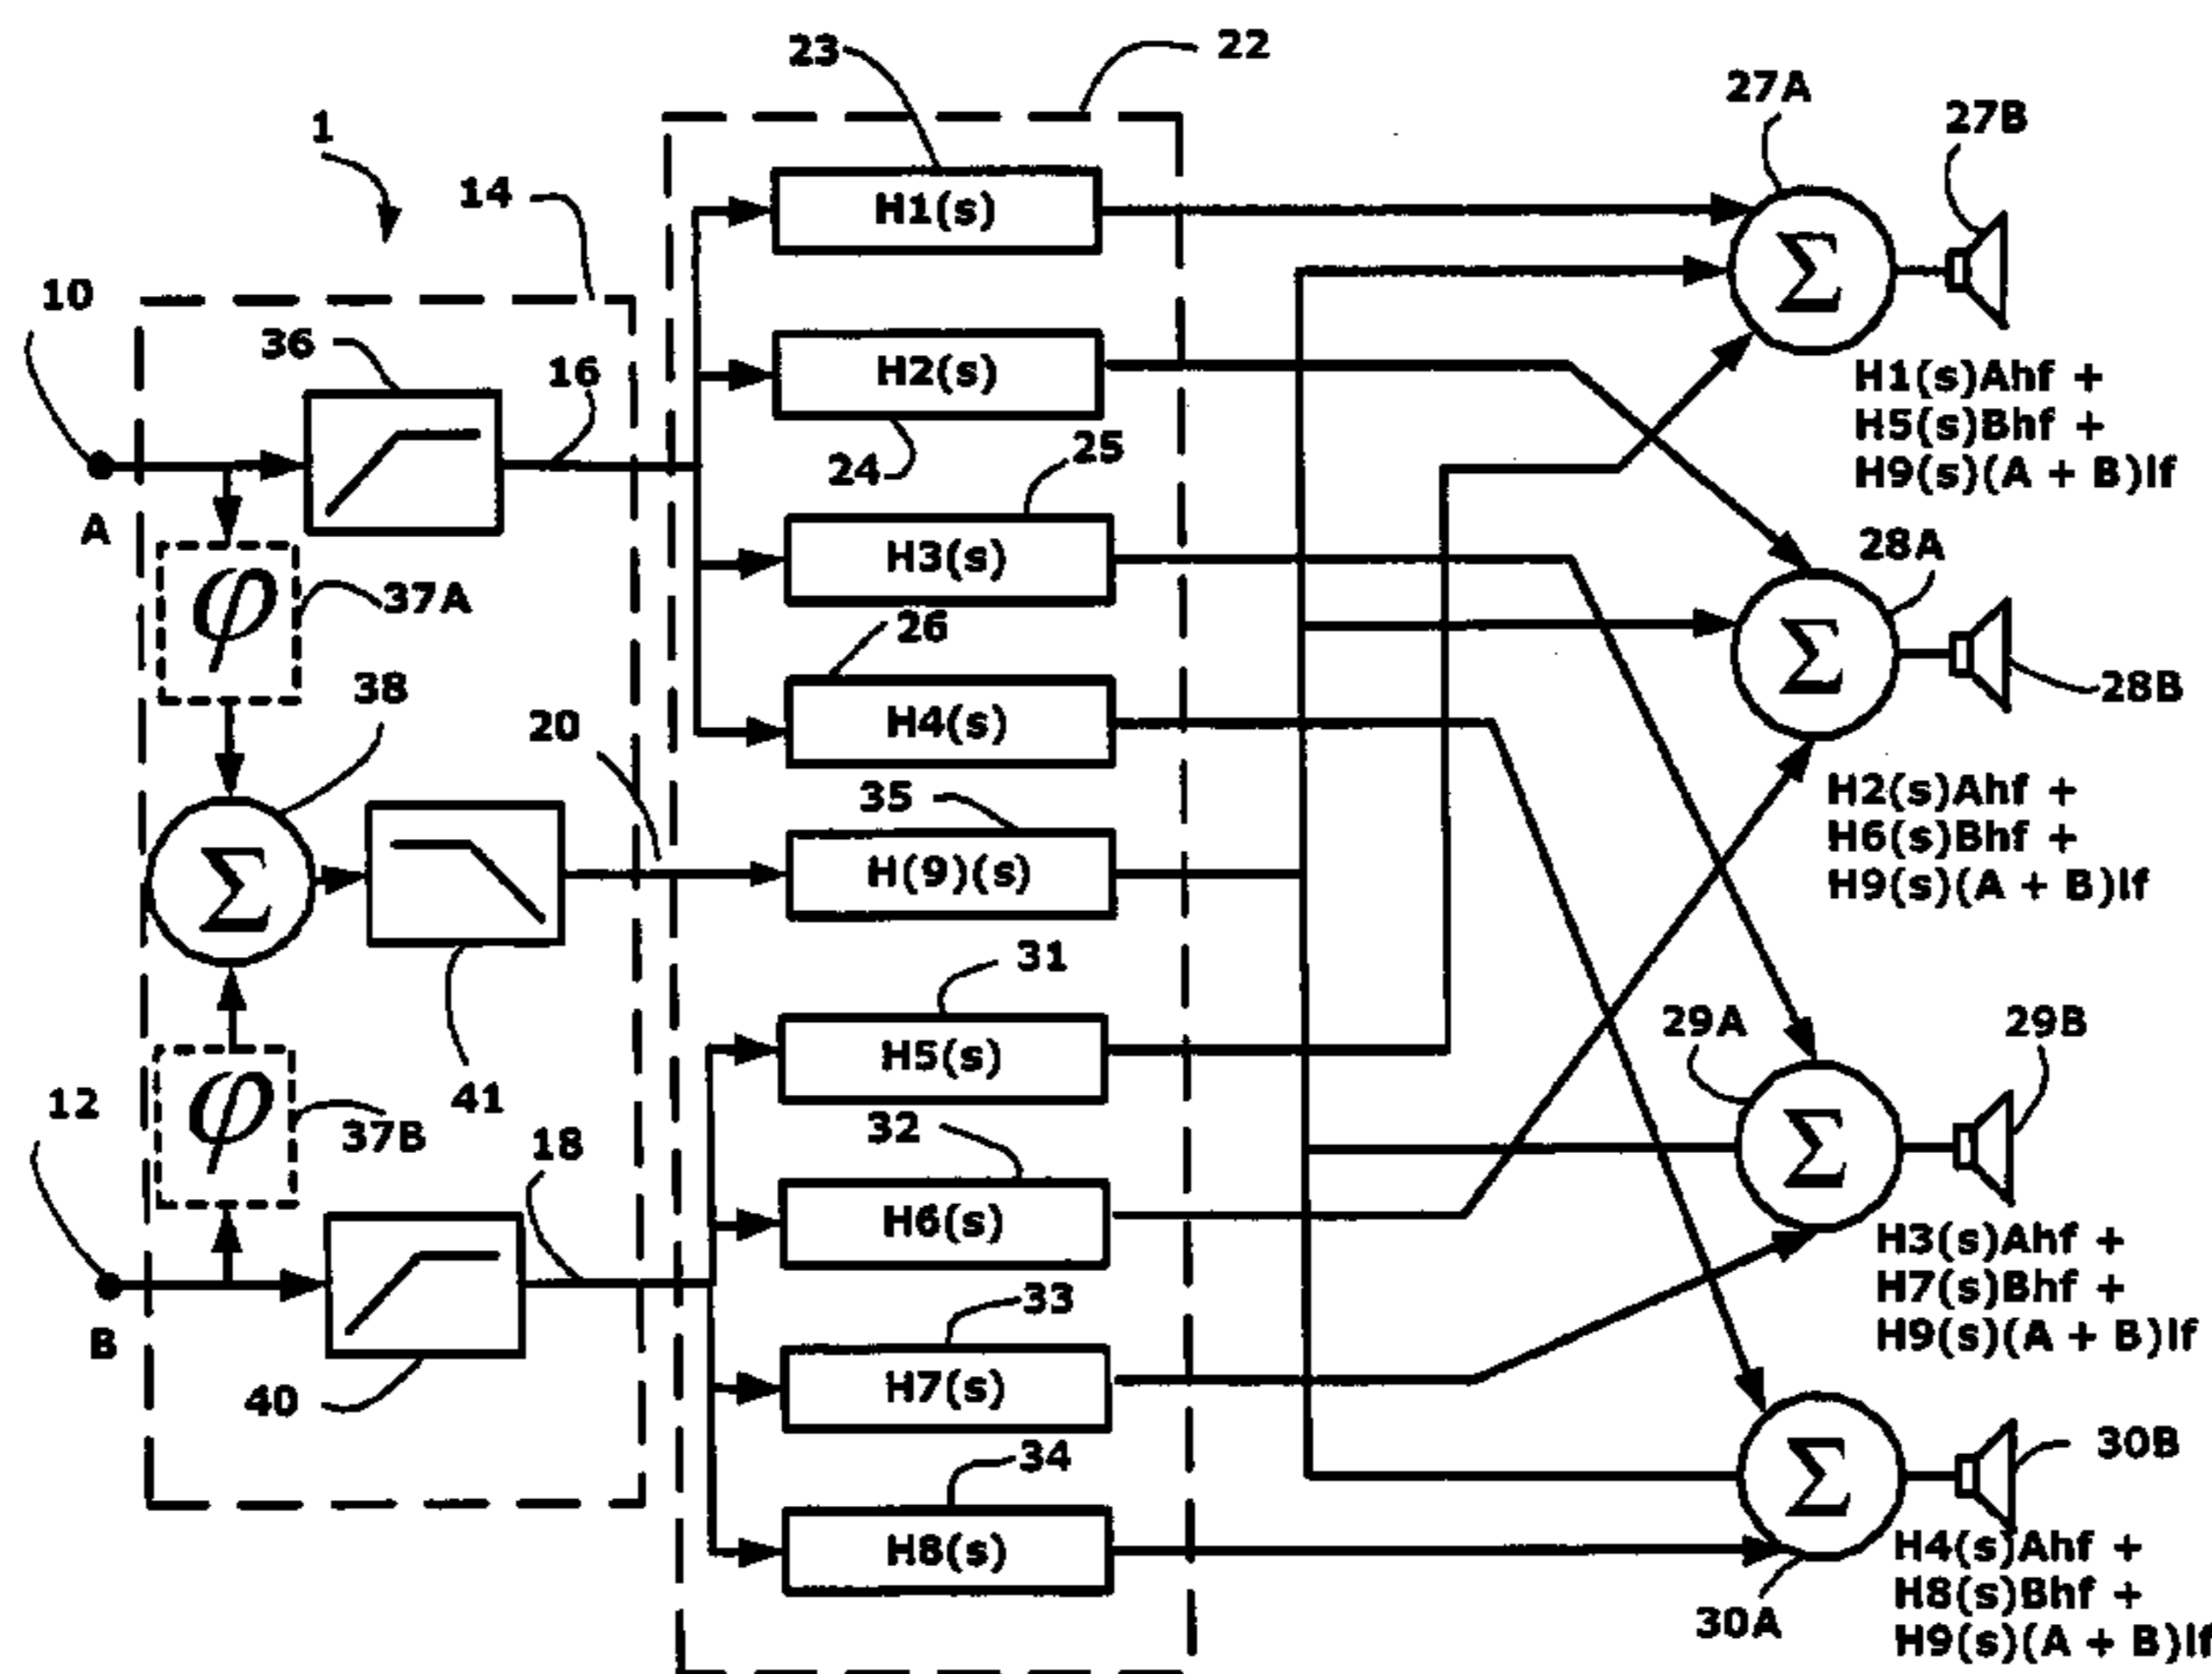 23
22
27A
27B
1
14
H1(s)
Σ
10
36
16
H2(s)
24
25
H1(s)Ahf +
H5(s)Bhf +
H9(s)(A + B)lf
A
H3(s)
28A
φ
37A
26
Σ
28B
38
20
H4(s)
35
H2(s)Ahf +
H6(s)Bhf +
H9(s)(A + B)lf
Σ
H(9)(s)
31
29A
29B
12
φ
41
37B
18
H5(s)
32
Σ
H6(s)
33
H3(s)Ahf +
H7(s)Bhf +
H9(s)(A + B)lf
B
40
H7(s)
34
30B
Σ
H8(s)
30A
H4(s)Ahf +
H8(s)Bhf +
H9(s)(A + B)lf